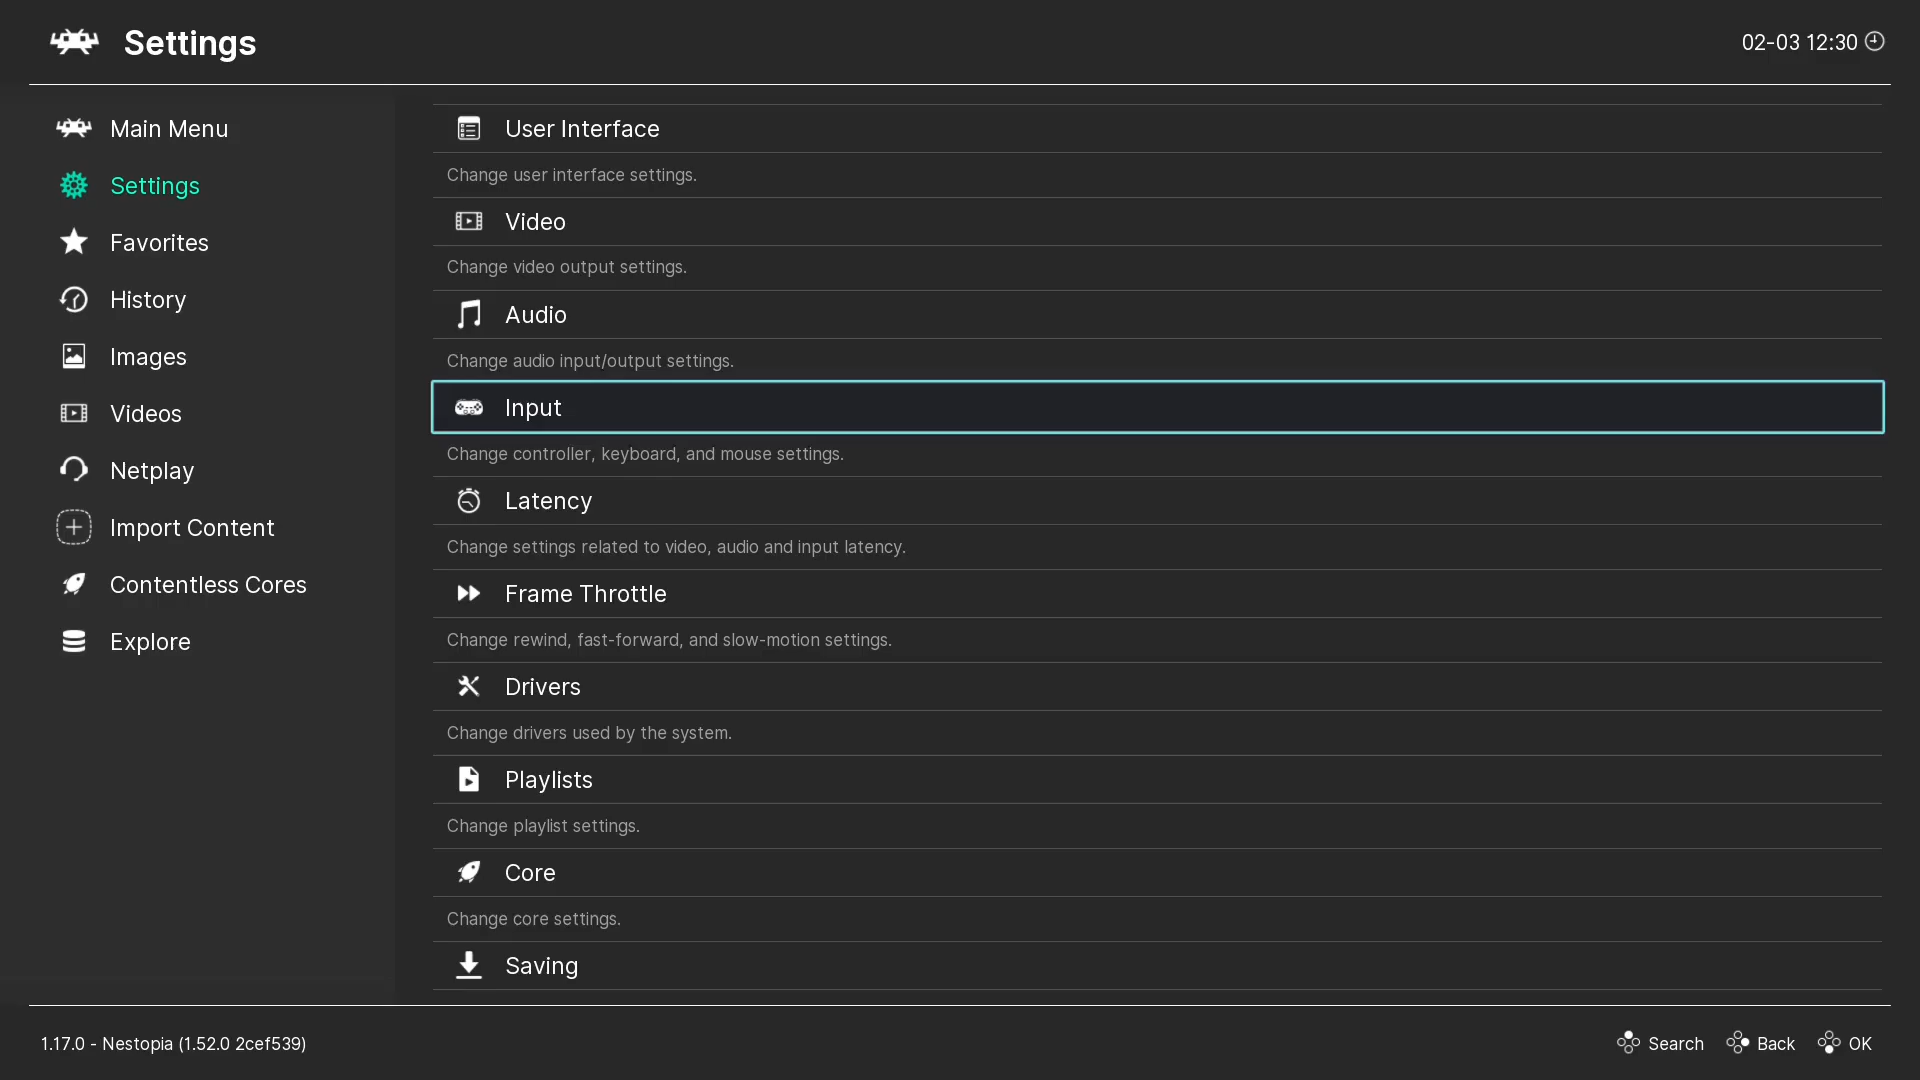 Settings
02-03 12:30
Main Menu
Settings
Favorites
History
Images
Videos
Netplay
Import Content
Contentless Cores
Explore
User Interface
Change user interface settings.
Video
Change video output settings.
Audio
Change audio input/output settings.
Input
Change controller, keyboard, and mouse settings.
Latency
Change settings related to video, audio and input latency.
Frame Throttle
Change rewind, fast-forward, and slow-motion settings.
Drivers
Change drivers used by the system.
Playlists
Change playlist settings.
Core
Change core settings.
Saving
1.17.0 - Nestopia (1.52.0 2cef539)
Search Back OK